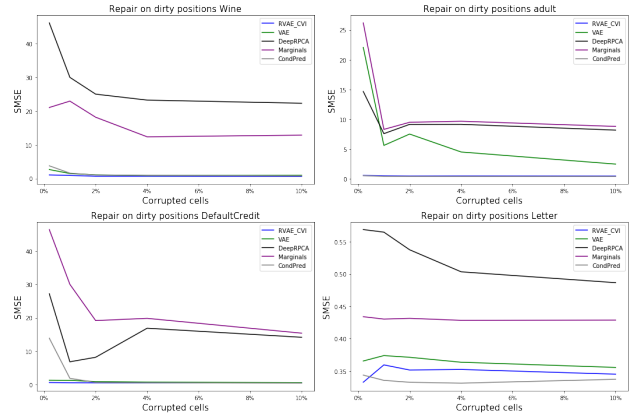 Repair on dirty positions Wine
SMSE
40
30
20
10
0
0%
2%
4%
6%
8%
10%
Corrupted cells
RVAE_CVI
VAE
DeepRPCA
Marginals
CondPred
Repair on dirty positions adult
SMSE
25
20
15
10
5
0
0%
2%
4%
6%
8%
10%
Corrupted cells
RVAE_CVI
VAE
DeepRPCA
Marginals
CondPred
Repair on dirty positions DefaultCredit
SMSE
40
30
20
10
0
0%
2%
4%
6%
8%
10%
Corrupted cells
RVAE_CVI
VAE
DeepRPCA
Marginals
CondPred
Repair on dirty positions Letter
SMSE
0.55
0.50
0.45
0.40
0.35
0%
2%
4%
6%
8%
10%
Corrupted cells
RVAE_CVI
VAE
DeepRPCA
Marginals
CondPred